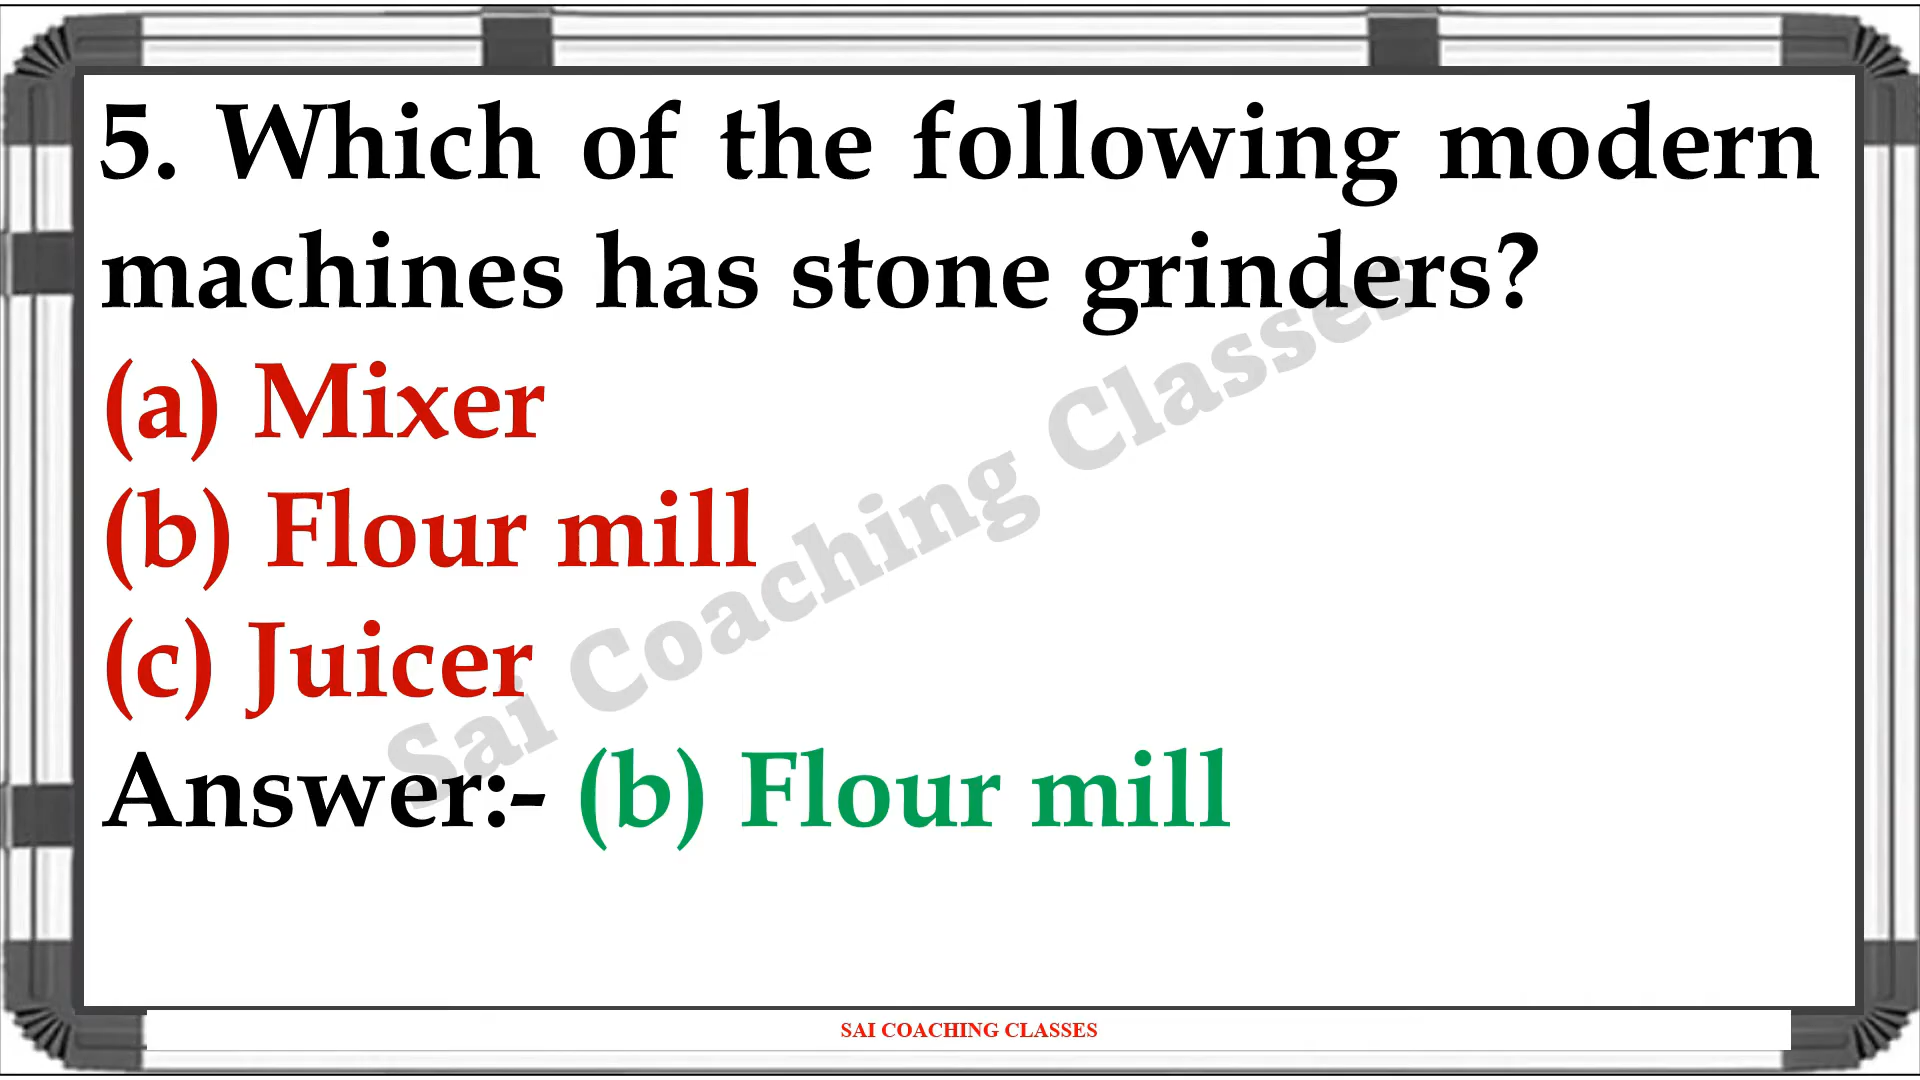 5. Which of the following modern
machines has stone grinders?
(a) Mixer
(b) Flour mill
(c) Juicer
Answer:- (b) Flour mill
Sai Coaching Classes
SAI COACHING CLASSES